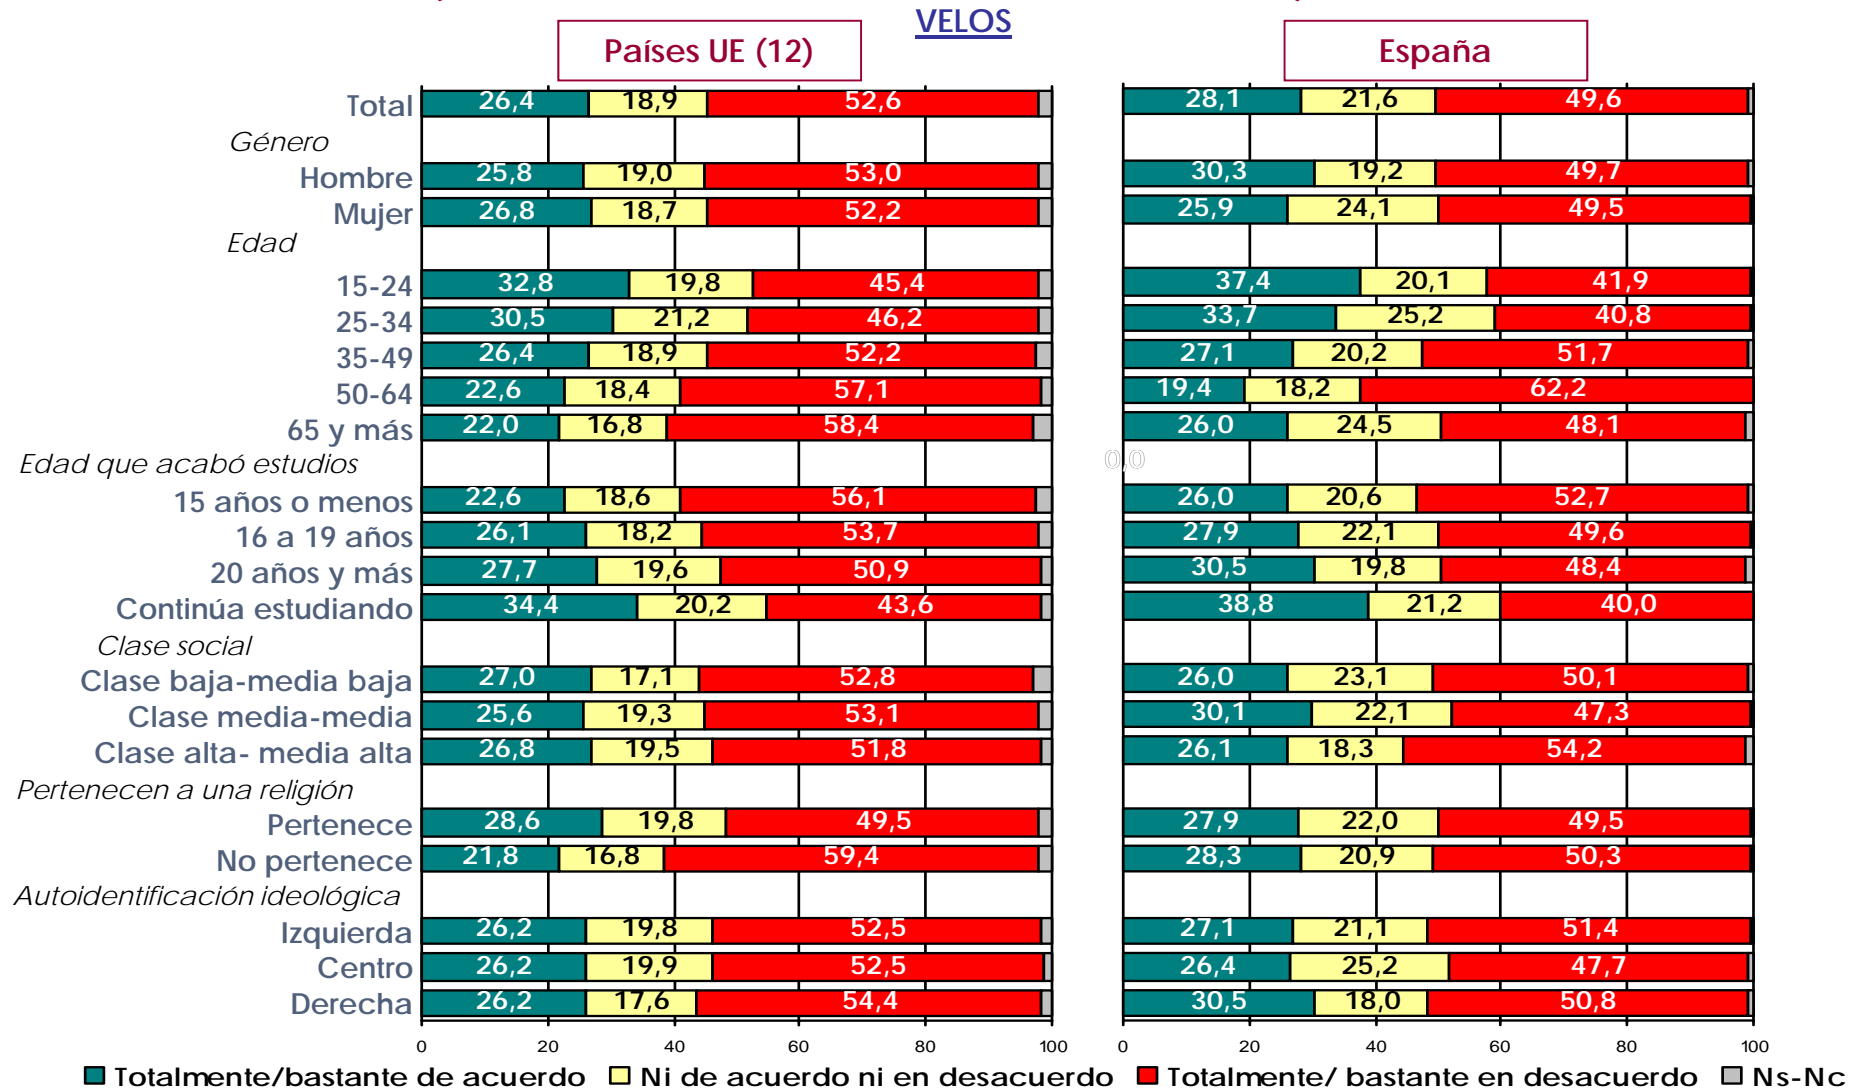 VELOS
Países UE (12) España
Total 26,4 18,9 52,6 28,1 21,6 49,6
Género
Hombre 25,8 19,0 53,0 30,3 19,2 49,7
Mujer 26,8 18,7 52,2 25,9 24,1 49,5
Edad
15-24 32,8 19,8 45,4 37,4 20,1 41,9
25-34 30,5 21,2 46,2 33,7 25,2 40,8
35-49 26,4 18,9 52,2 27,1 20,2 51,7
50-64 22,6 18,4 57,1 19,4 18,2 62,2
65 y más 22,0 16,8 58,4 26,0 24,5 48,1
Edad que acabó estudios 0,0
15 años o menos 22,6 18,6 56,1 26,0 20,6 52,7
16 a 19 años 26,1 18,2 53,7 27,9 22,1 49,6
20 años y más 27,7 19,6 50,9 30,5 19,8 48,4
Continúa estudiando 34,4 20,2 43,6 38,8 21,2 40,0
Clase social
Clase baja-media baja 27,0 17,1 52,8 26,0 23,1 50,1
Clase media-media 25,6 19,3 53,1 30,1 22,1 47,3
Clase alta- media alta 26,8 19,5 51,8 26,1 18,3 54,2
Pertenecen a una religión
Pertenece 28,6 19,8 49,5 27,9 22,0 49,5
No pertenece 21,8 16,8 59,4 28,3 20,9 50,3
Autoidentificación ideológica
Izquierda 26,2 19,8 52,5 27,1 21,1 51,4
Centro 26,2 19,9 52,5 26,4 25,2 47,7
Derecha 26,2 17,6 54,4 30,5 18,0 50,8
0 20 40 60 80 100 0 20 40 60 80 100
Totalmente/bastante de acuerdo Ni de acuerdo ni en desacuerdo Totalmente/ bastante en desacuerdo Ns-Nc